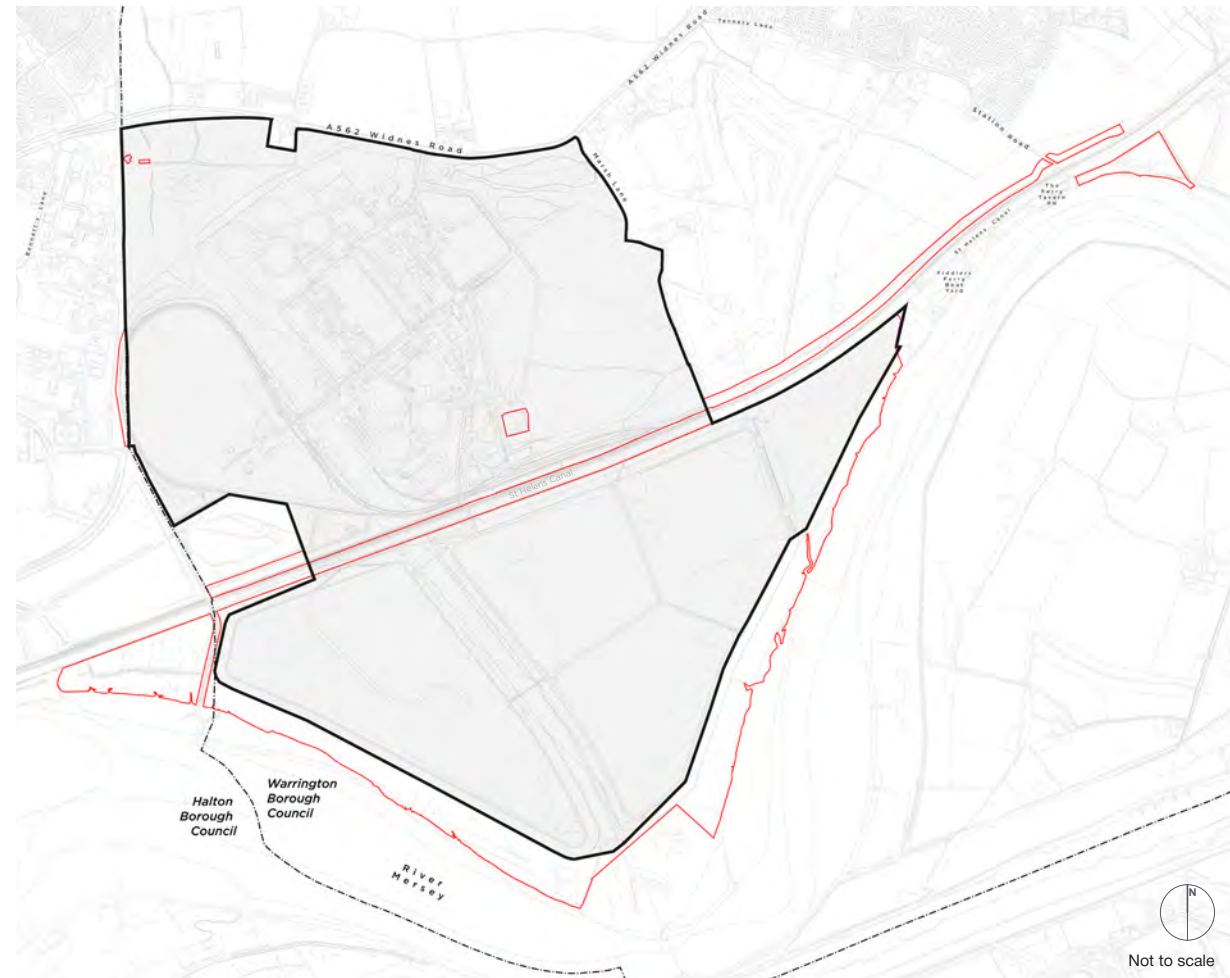 Tannery Lane
A562 Widnes Road
A562 Widnes Road
Station Road
Marsh Lane
The
Ferry
Tavern
PH
Bennett's Lane
St Helens Canal
Fiddlers
Ferry
Boat
Yard
St Helens Canal
Warrington
Borough
Council
Halton
Borough
Council
River
Mersey
N
Not to scale